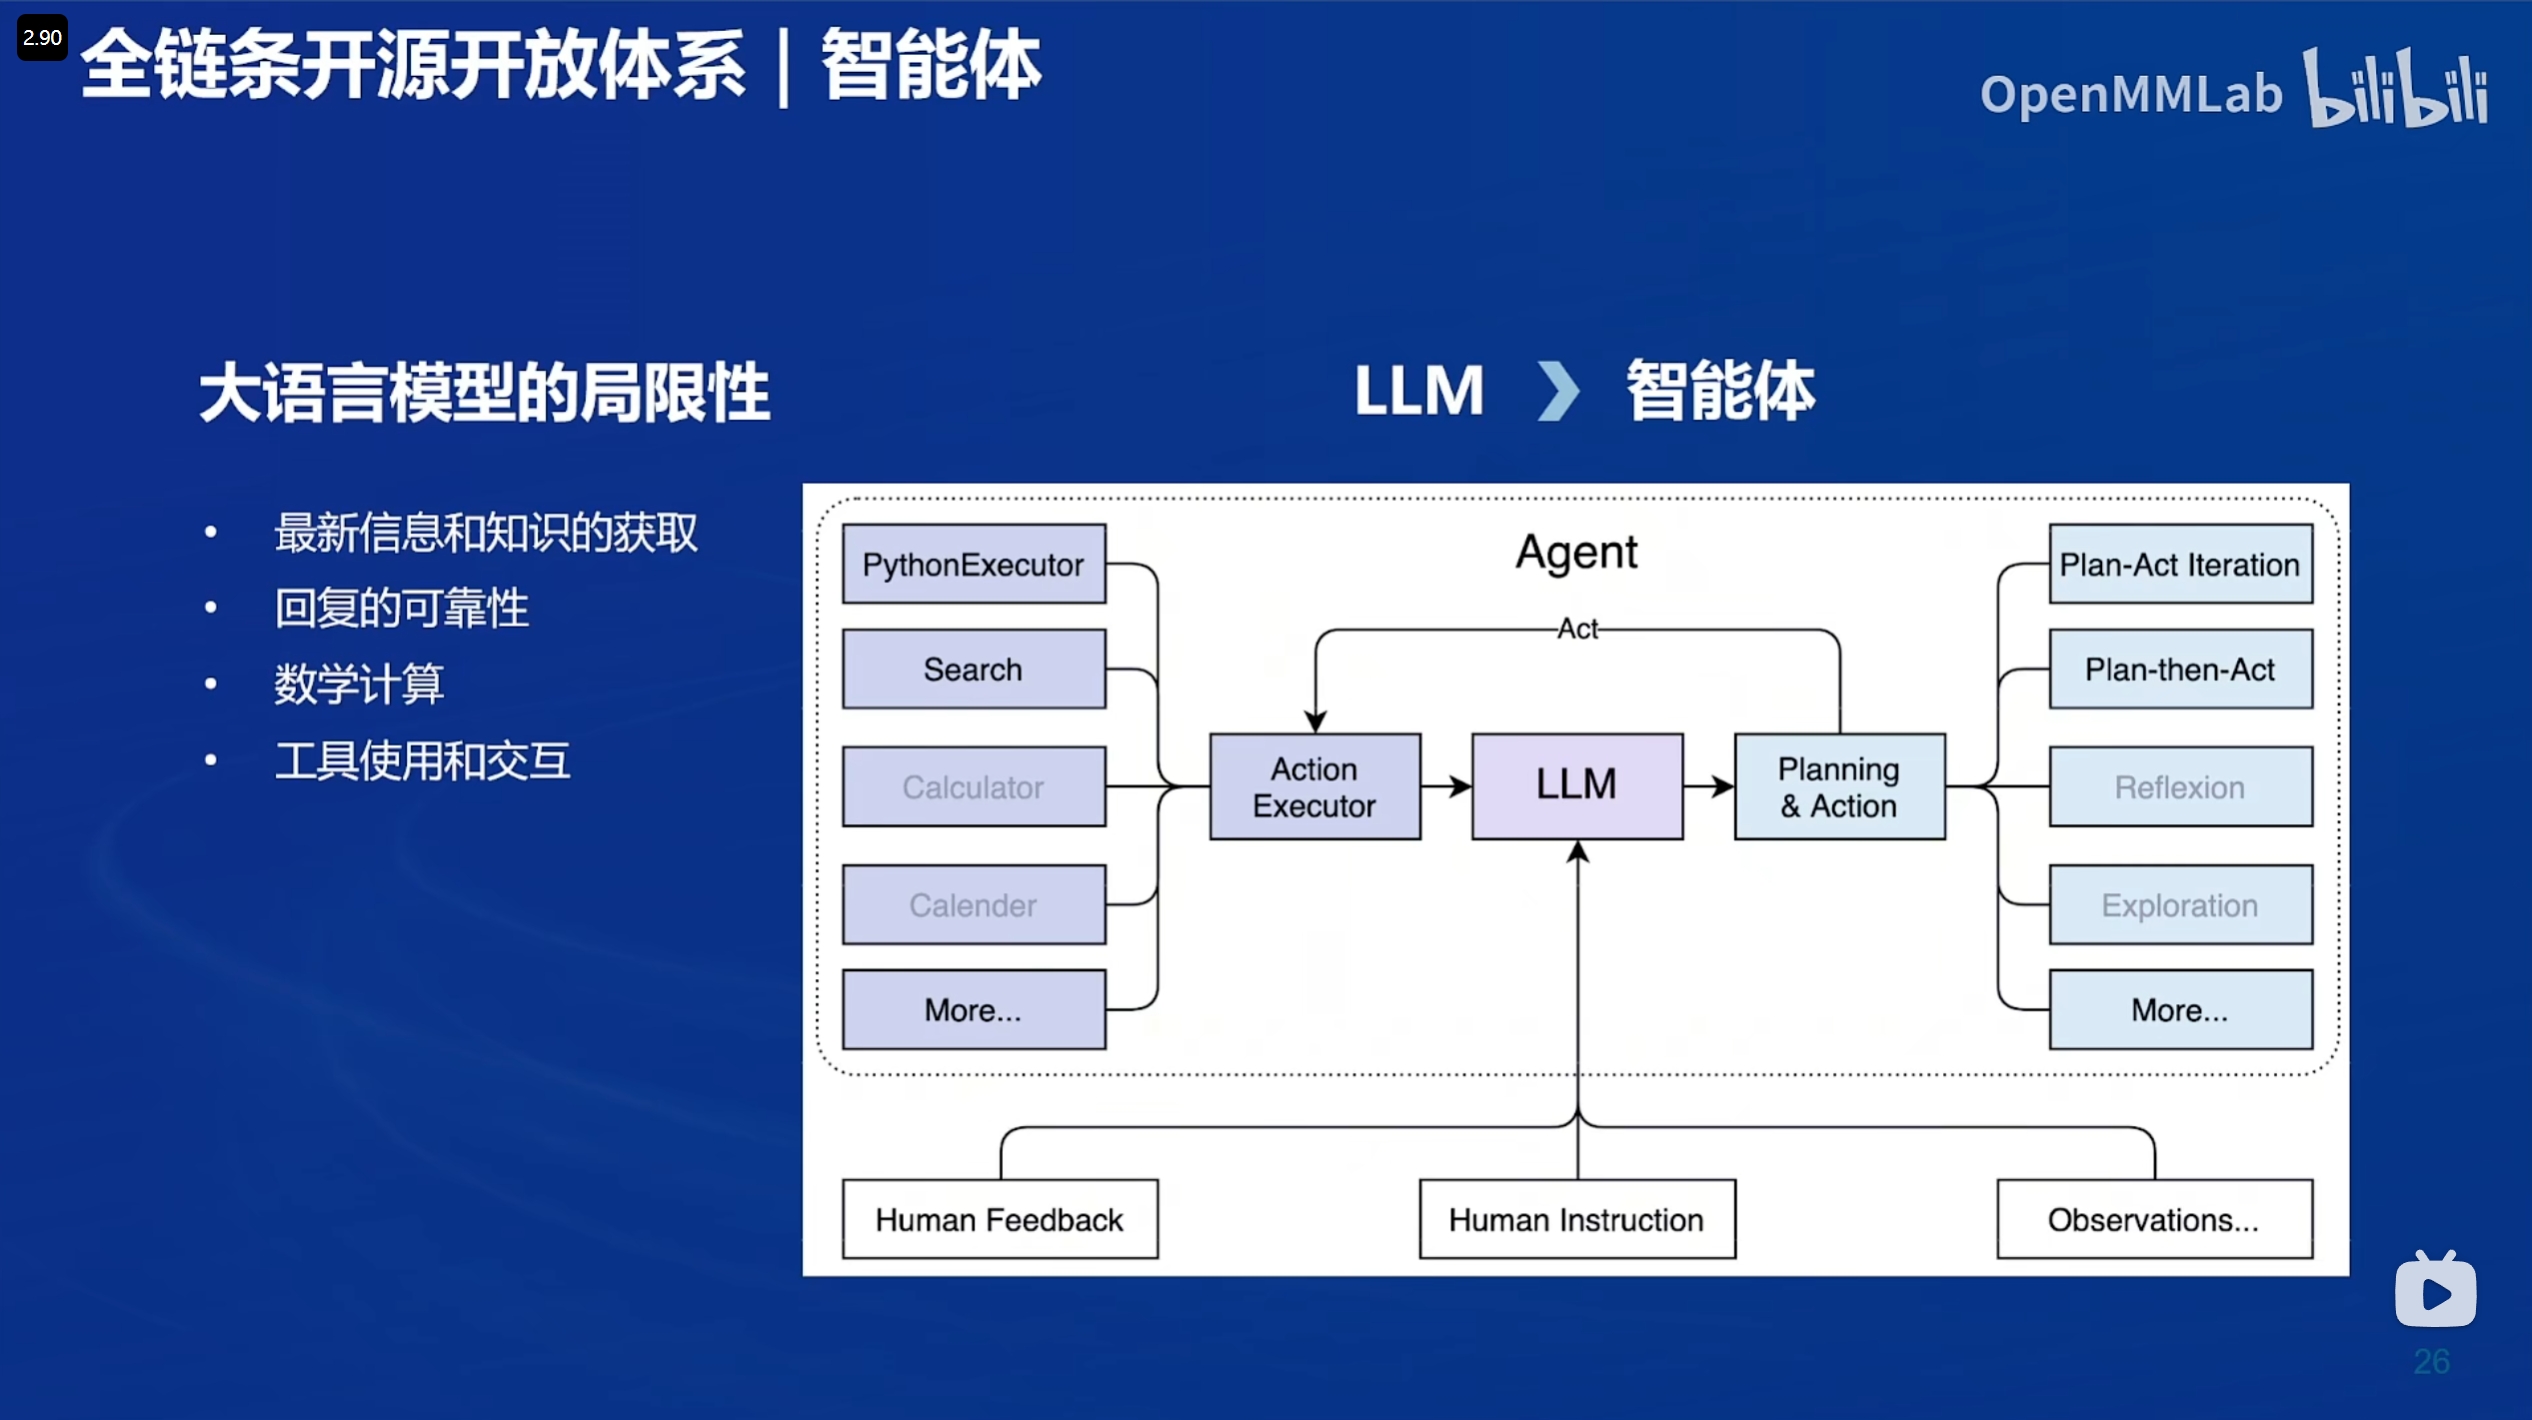 2.90
全链条开源开放体系 | 智能体
OpenMMLab bilibili
大语言模型的局限性
• 最新信息和知识的获取
• 回复的可靠性
• 数学计算
• 工具使用和交互
LLM 智能体
Agent
PythonExecutor
Search
Calculator
Calender
More...
Act
Action
Executor
LLM
Planning
& Action
Plan-Act Iteration
Plan-then-Act
Reflexion
Exploration
More...
Human Feedback
Human Instruction
Observations...
26